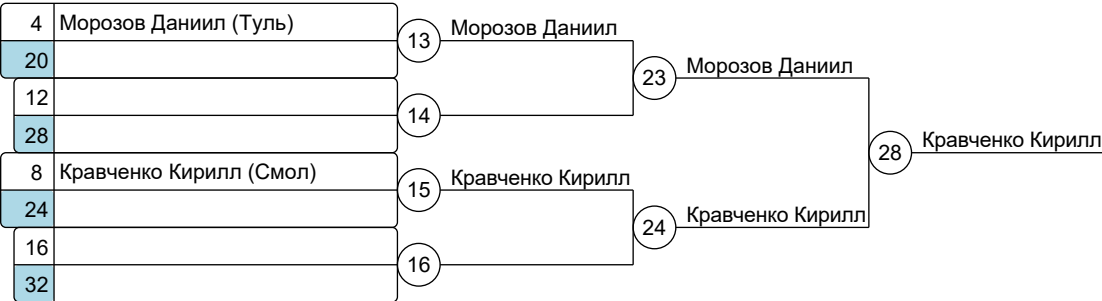 4 Морозов Даниил (Туль)
13 Морозов Даниил
20
23 Морозов Даниил
12
14
28
28 Кравченко Кирилл
8 Кравченко Кирилл (Смол)
15 Кравченко Кирилл
24
24 Кравченко Кирилл
16
16
32